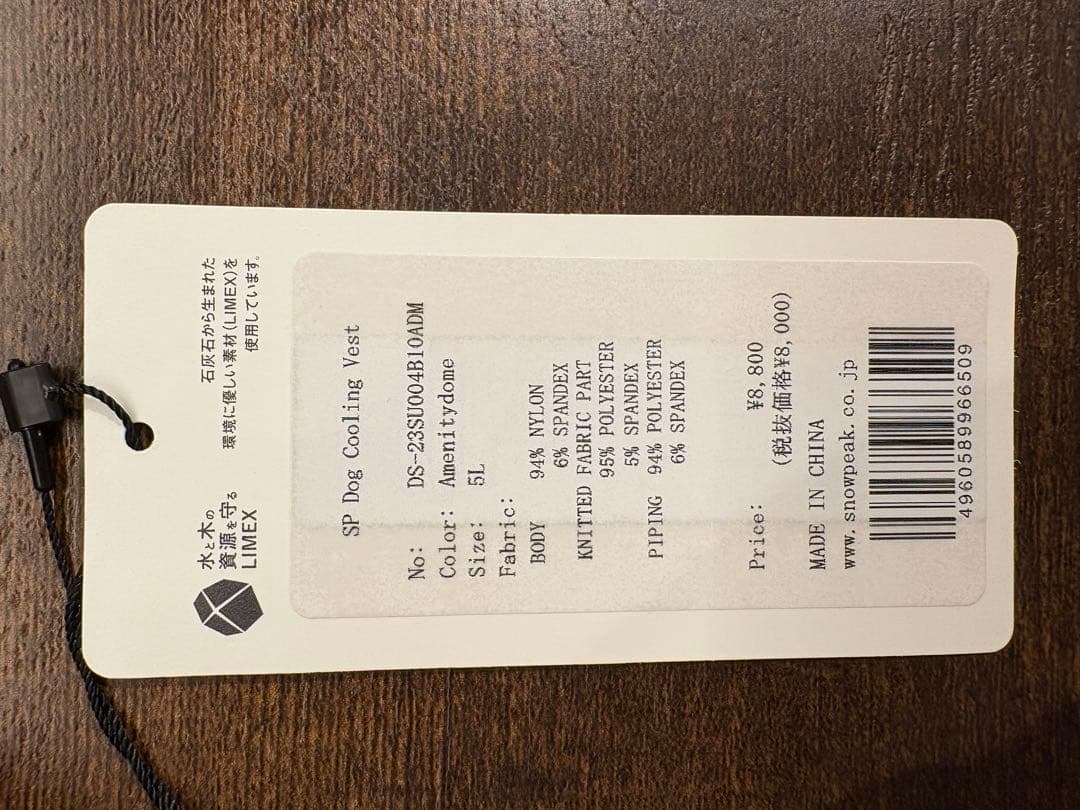 水と木の
資源を守る
LIMEX
石灰石から生まれた
環境に優しい素材(LIMEX)を
使用しています。
SP Dog Cooling Vest
No: DS-23SU004B10ADM
Color: Amenitydome
Size: 5L
Fabric:
BODY 94% NYLON
6% SPANDEX
KNITTED FABRIC PART
95% POLYESTER
5% SPANDEX
PIPING 94% POLYESTER
6% SPANDEX
Price: ¥8,800
(税抜価格¥8,000)
MADE IN CHINA
www.snowpeak.co.jp
4960589966509